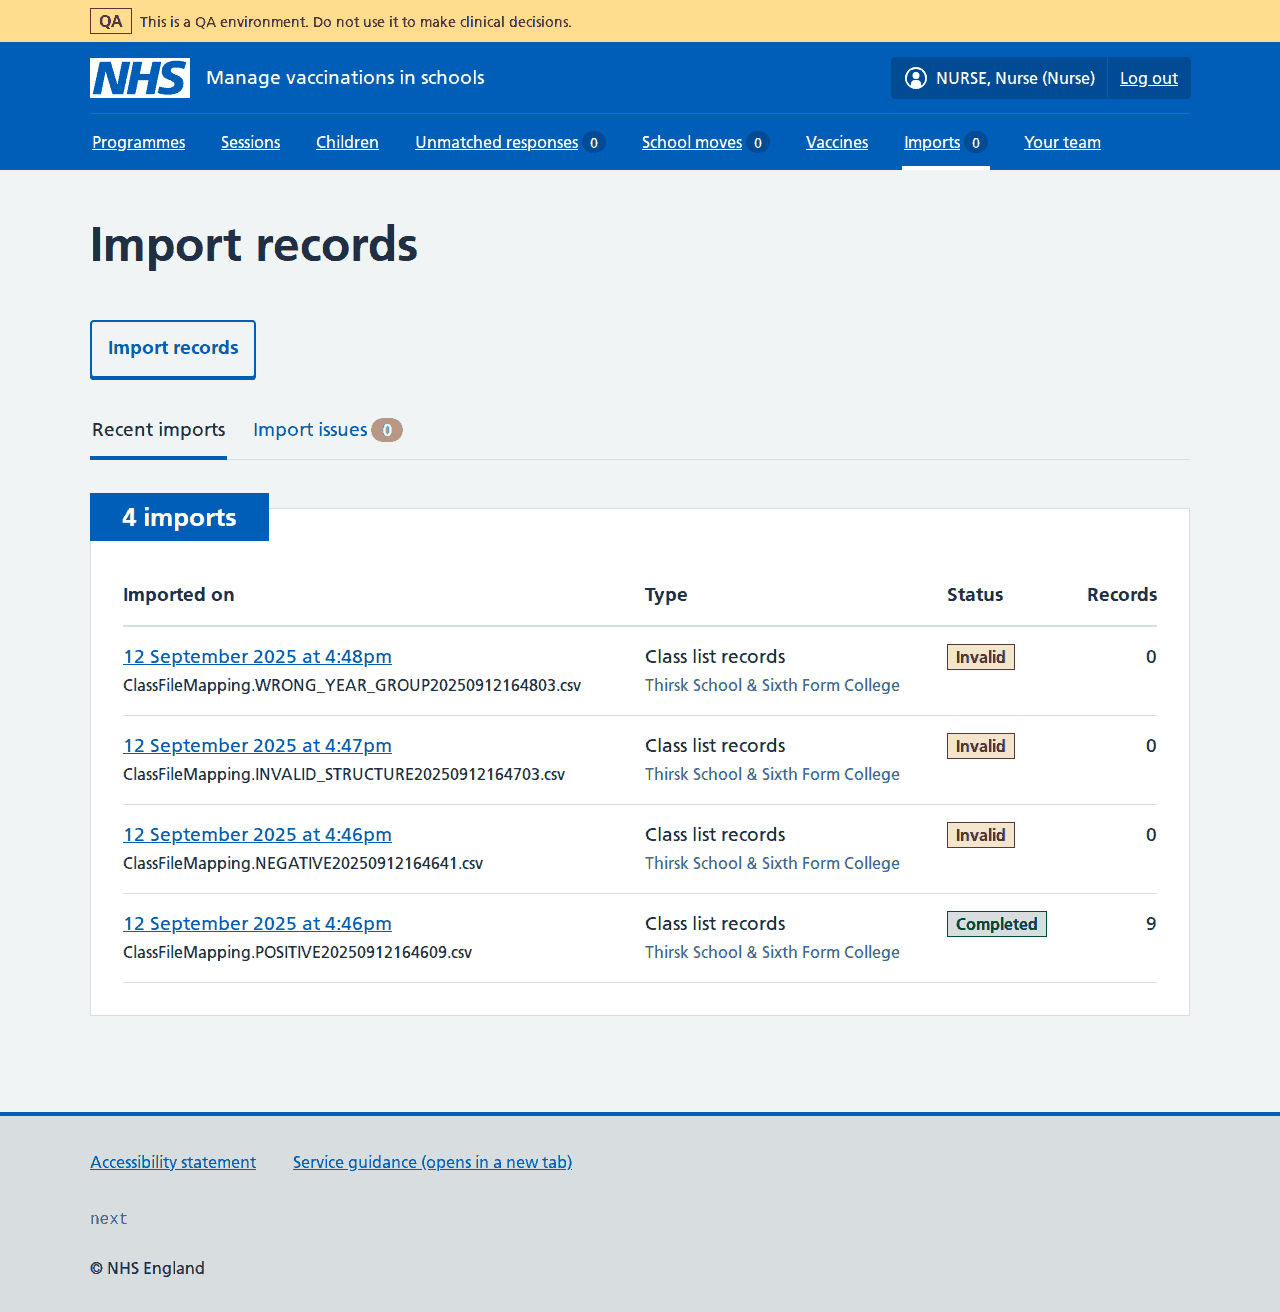 QA This is a QA environment. Do not use it to make clinical decisions.
NHS Manage vaccinations in schools NURSE, Nurse (Nurse) Log out
Programmes Sessions Children Unmatched responses 0 School moves 0 Vaccines Imports 0 Your team
Import records
Import records
Recent imports Import issues 0
4 imports
Imported on Type Status Records
12 September 2025 at 4:48pm Class list records Invalid 0
ClassFileMapping.WRONG_YEAR_GROUP20250912164803.csv Thirsk School & Sixth Form College
12 September 2025 at 4:47pm Class list records Invalid 0
ClassFileMapping.INVALID_STRUCTURE20250912164703.csv Thirsk School & Sixth Form College
12 September 2025 at 4:46pm Class list records Invalid 0
ClassFileMapping.NEGATIVE20250912164641.csv Thirsk School & Sixth Form College
12 September 2025 at 4:46pm Class list records Completed 9
ClassFileMapping.POSITIVE20250912164609.csv Thirsk School & Sixth Form College
Accessibility statement Service guidance (opens in a new tab)
next
© NHS England